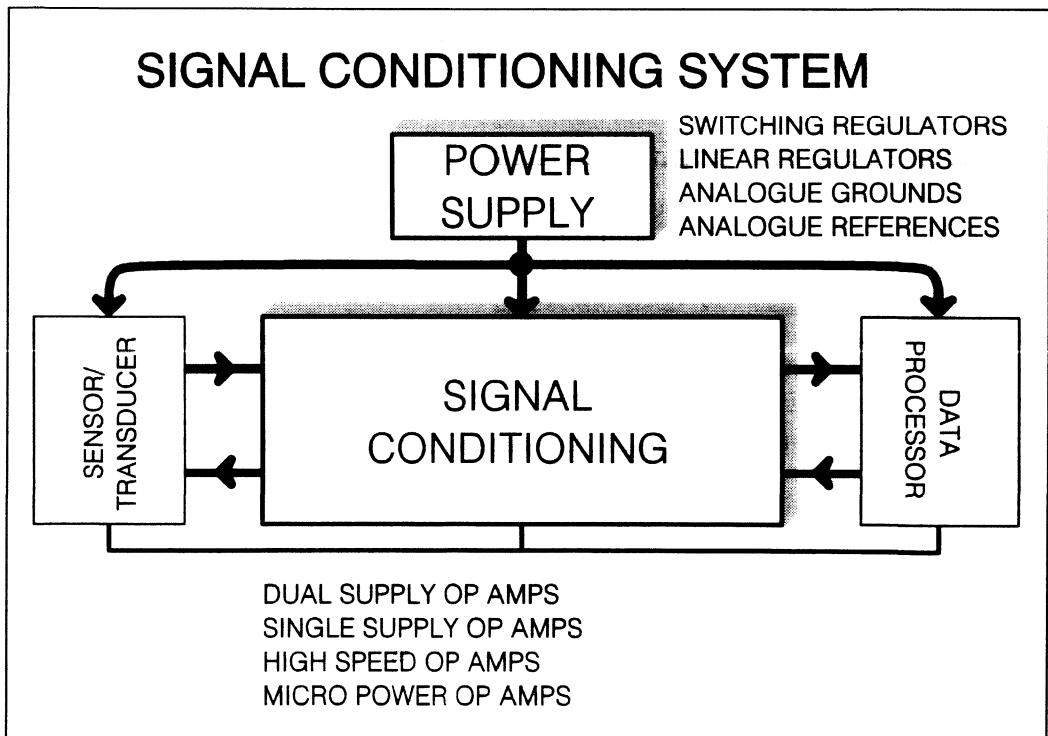 SIGNAL CONDITIONING SYSTEM
POWER
SUPPLY
SWITCHING REGULATORS
LINEAR REGULATORS
ANALOGUE GROUNDS
ANALOGUE REFERENCES
SENSOR/
TRANSDUCER
SIGNAL
CONDITIONING
DATA
PROCESSOR
DUAL SUPPLY OP AMPS
SINGLE SUPPLY OP AMPS
HIGH SPEED OP AMPS
MICRO POWER OP AMPS